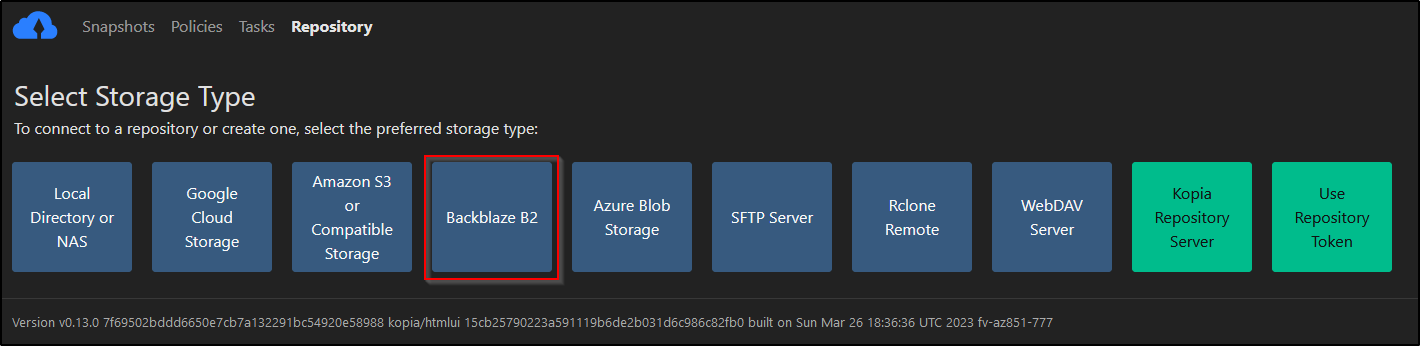 Snapshots Policies Tasks Repository
Select Storage Type
To connect to a repository or create one, select the preferred storage type:
Local
Directory or
NAS
Google
Cloud
Storage
Amazon S3
or
Compatible
Storage
Backblaze B2
Azure Blob
Storage
SFTP Server
Rclone
Remote
WebDAV
Server
Kopia
Repository
Server
Use
Repository
Token
Version v0.13.0 7f69502bddd6650e7cb7a132291bc54920e58988 kopia/htmlui 15cb25790223a591119b6de2b031d6c986c82fb0 built on Sun Mar 26 18:36:36 UTC 2023 fv-az851-777